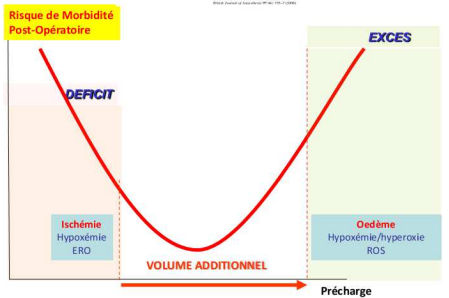 Risque de Morbidité
Post-Opératoire
EXCES
DEFICIT
Ischémie
Hypoxémie
ERO
Oedème
Hypoxémie/hyperoxie
ROS
VOLUME ADDITIONNEL
Précharge